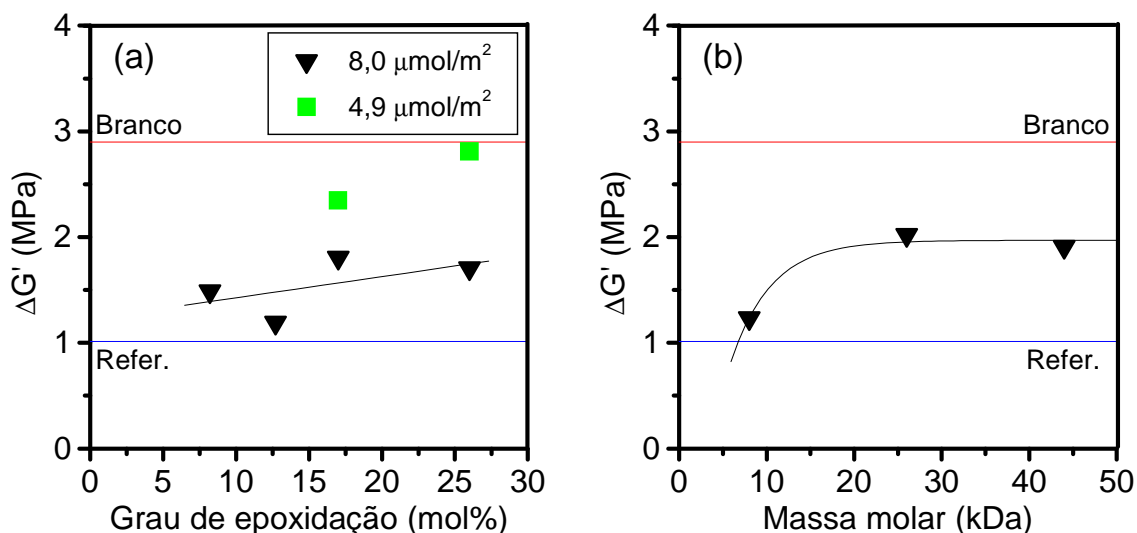 (a)
8,0 μmol/m²
4,9 μmol/m²
Branco
Refer.
ΔG' (MPa)
4
3
2
1
0
0 5 10 15 20 25 30
Grau de epoxidação (mol%)
(b)
Branco
Refer.
ΔG' (MPa)
4
3
2
1
0
0 10 20 30 40 50
Massa molar (kDa)